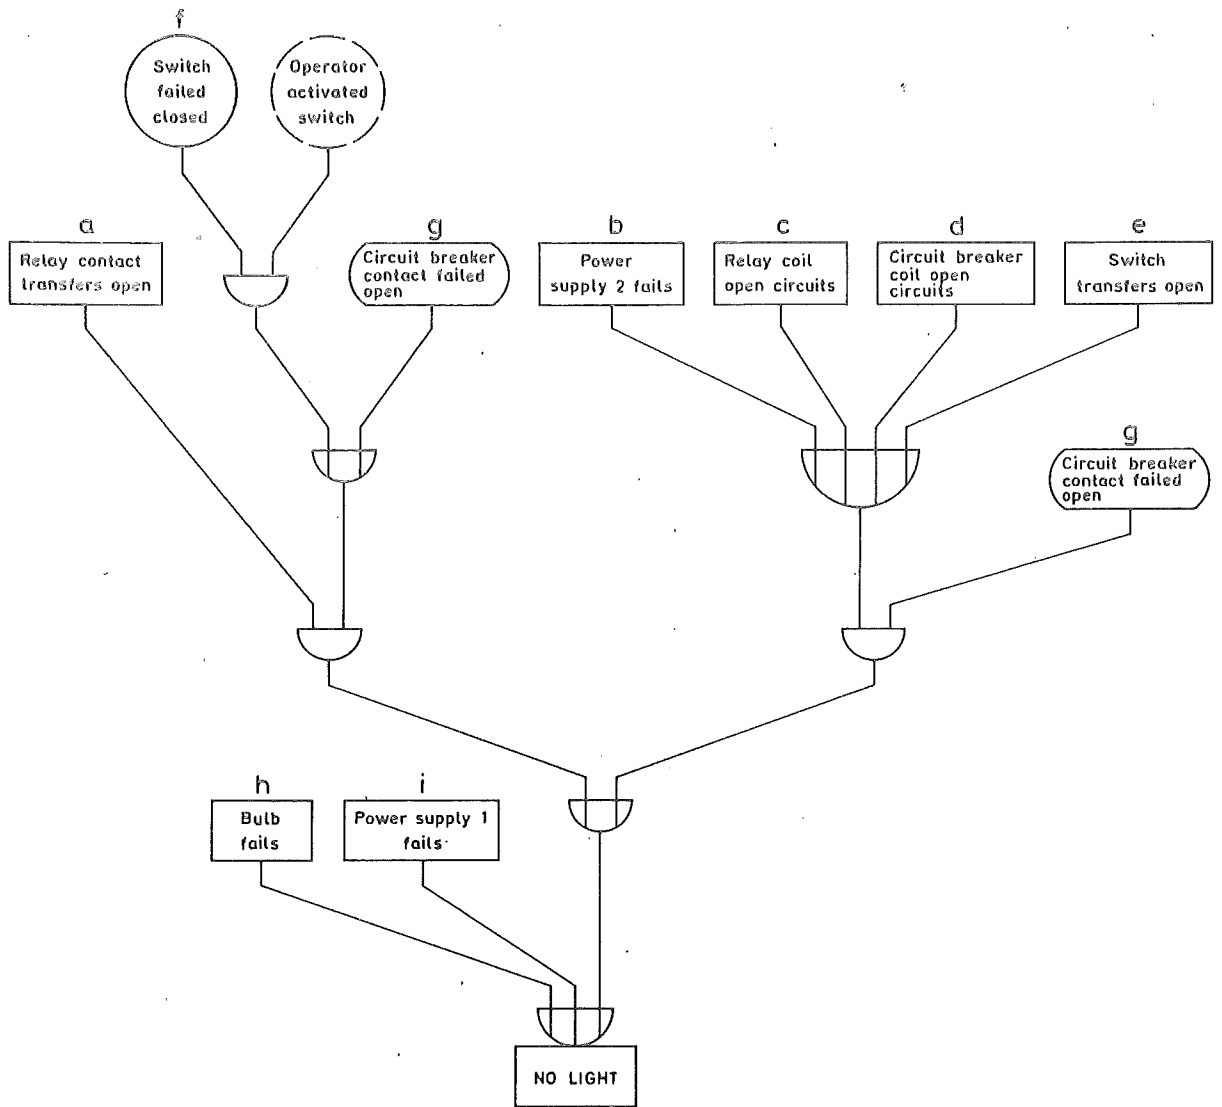 f
Switch
failed
closed
Operator
activated
switch
a
Relay contact
transfers open
g
Circuit breaker
contact failed
open
b
Power
supply 2 fails
c
Relay coil
open circuits
d
Circuit breaker
coil open
circuits
e
Switch
transfers open
g
Circuit breaker
contact failed
open
h
Bulb
fails
i
Power supply 1
fails
NO LIGHT